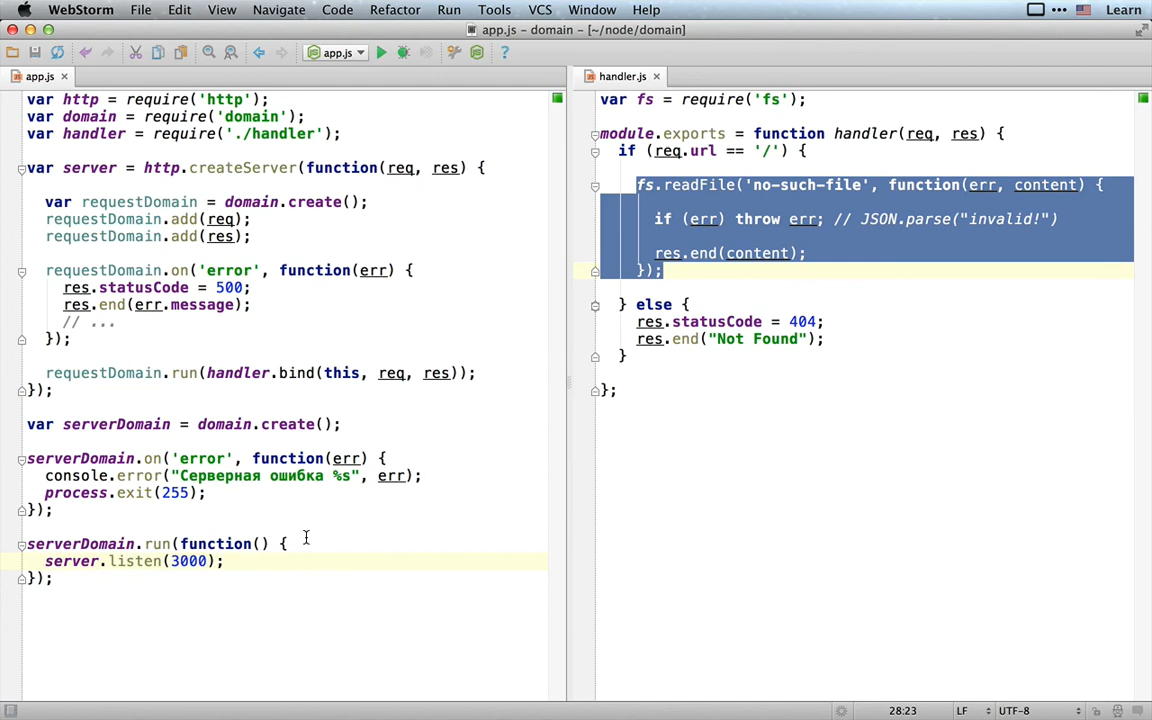 WebStorm File Edit View Navigate Code Refactor Run Tools VCS Window Help Learn
app.js – domain – [~/node/domain]
app.js
app.js
var http = require('http');
var domain = require('domain');
var handler = require('./handler');
var server = http.createServer(function(req, res) {
var requestDomain = domain.create();
requestDomain.add(req);
requestDomain.add(res);
requestDomain.on('error', function(err) {
res.statusCode = 500;
res.end(err.message);
// ...
});
requestDomain.run(handler.bind(this, req, res));
});
var serverDomain = domain.create();
serverDomain.on('error', function(err) {
console.error("Серверная ошибка %s", err);
process.exit(255);
});
serverDomain.run(function() {
server.listen(3000);
});
handler.js
var fs = require('fs');
module.exports = function handler(req, res) {
if (req.url == '/') {
fs.readFile('no-such-file', function(err, content) {
if (err) throw err; // JSON.parse("invalid!")
res.end(content);
});
} else {
res.statusCode = 404;
res.end("Not Found");
}
};
28:23 LF UTF-8